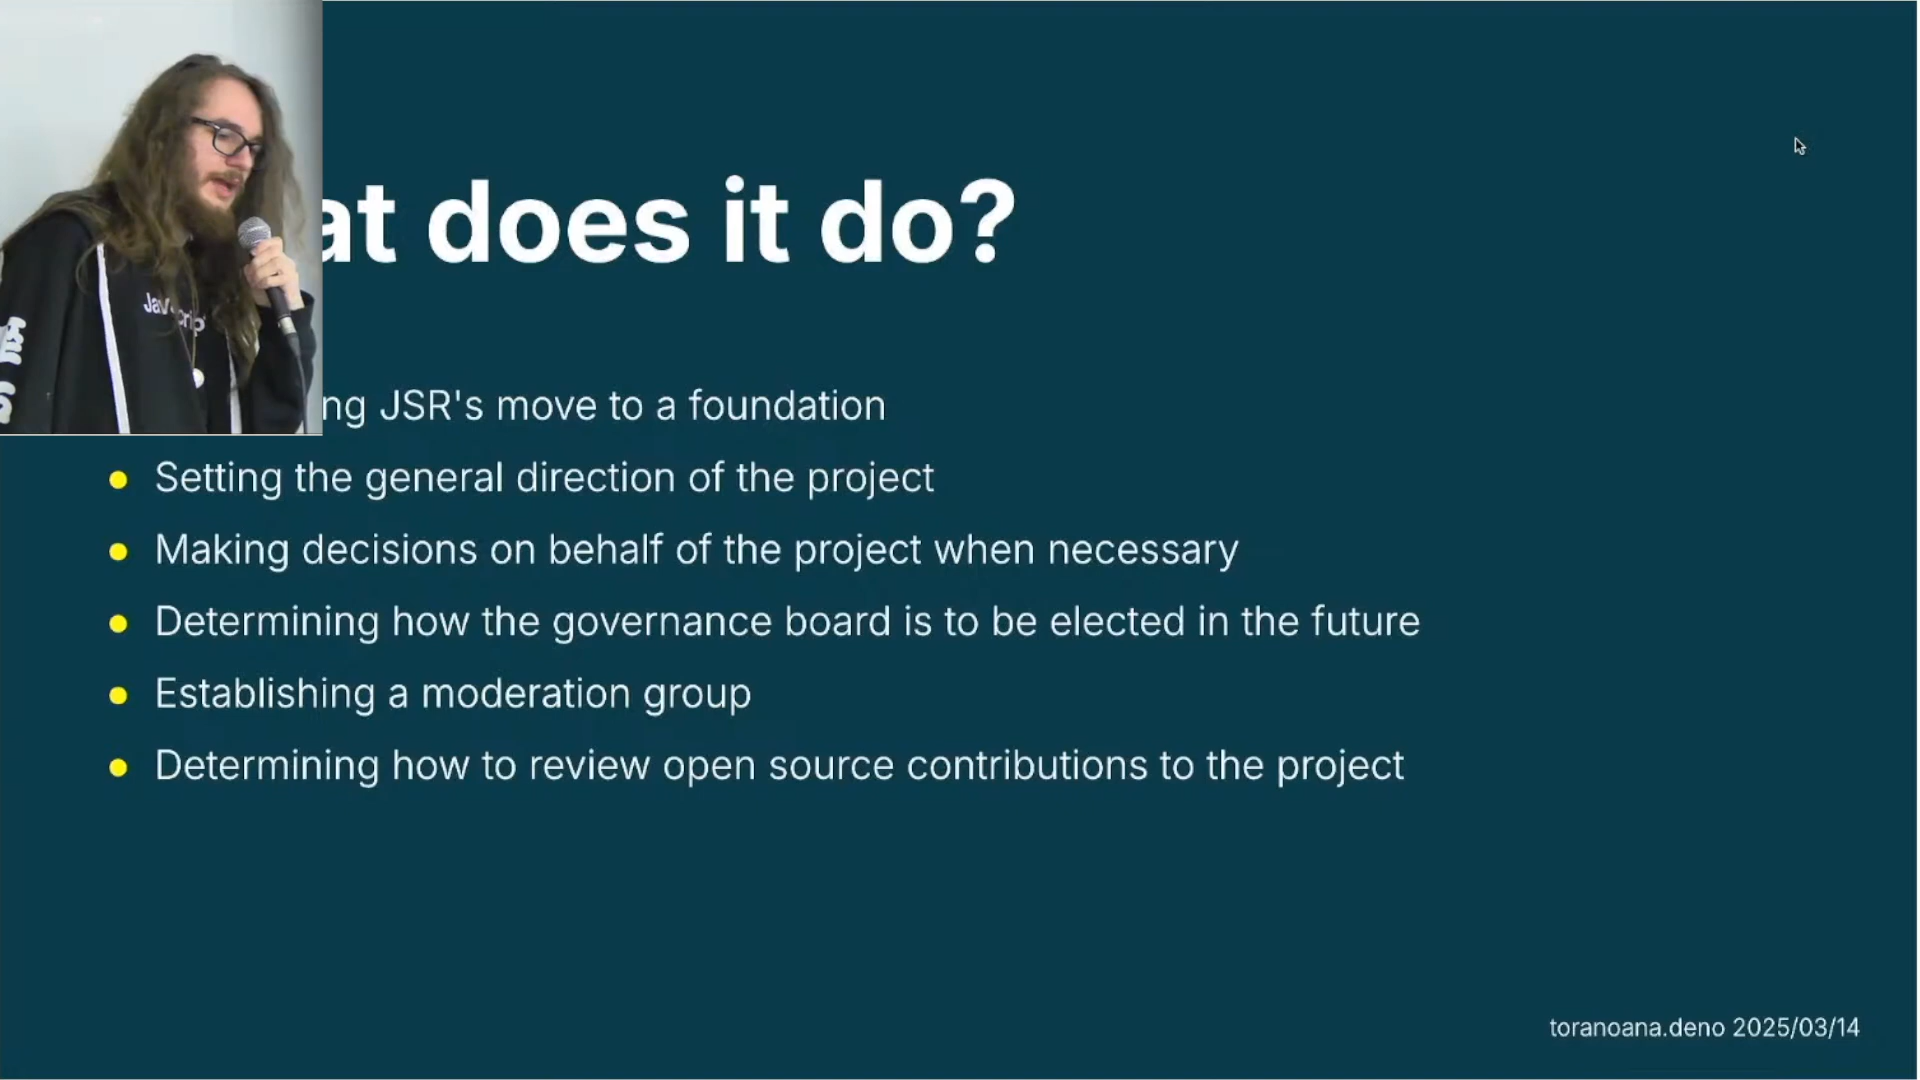 at does it do?
ng JSR's move to a foundation
Setting the general direction of the project
Making decisions on behalf of the project when necessary
Determining how the governance board is to be elected in the future
Establishing a moderation group
Determining how to review open source contributions to the project
toranoana.deno 2025/03/14